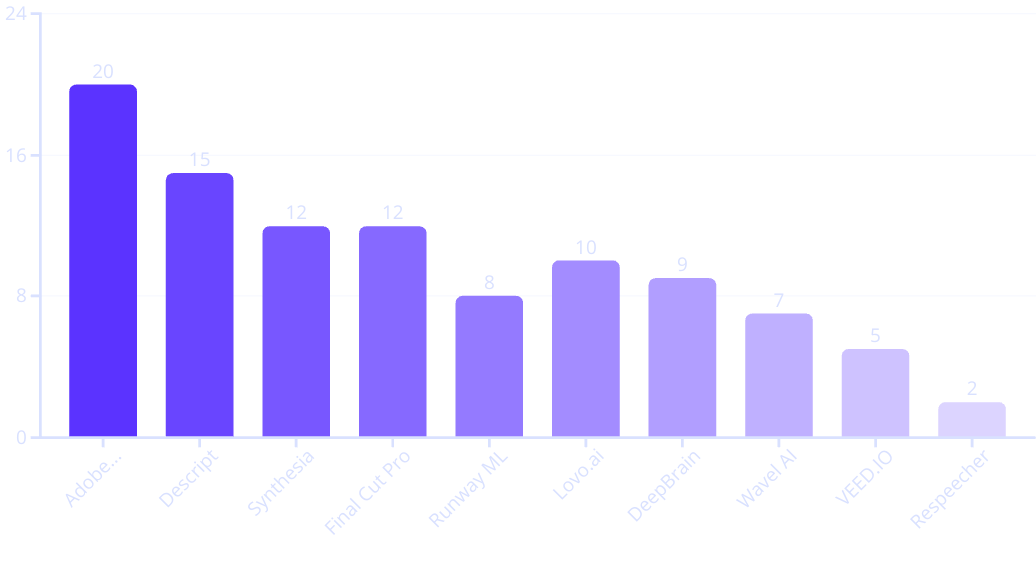 24
16
8
0
20
15
12
12
8
10
9
7
5
2
Adobe...
Descript
Synthesia
Final Cut Pro
Runway ML
Lovo.ai
DeepBrain
Wavel AI
VEED.IO
Respeecher